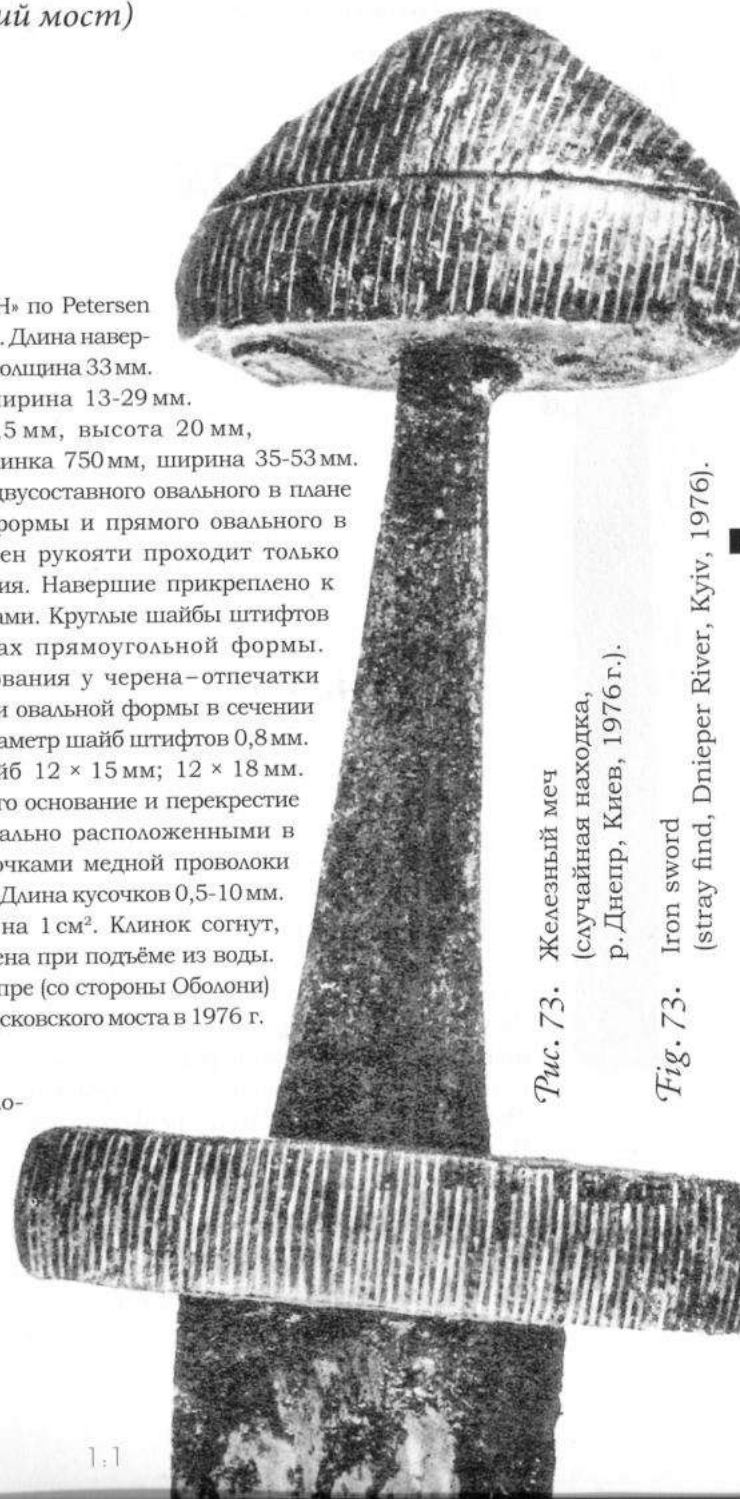 ий мост)
Н» по Petersen
. Длина навер-
олщина 33 мм.
ирина 13-29 мм.
,5 мм, высота 20 мм,
инка 750 мм, ширина 35-53 мм.
двусоставного овального в плане
формы и прямого овального в
ен рукояти проходит только
ия. Навершие прикреплено к
ами. Круглые шайбы штифтов
ах прямоугольной формы.
ования у черена–отпечатки
и овальной формы в сечении
аметр шайб штифтов 0,8 мм.
йб 12 × 15 мм; 12 × 18 мм.
го основание и перекрестие
ально расположенными в
очками медной проволоки
Длина кусочков 0,5-10 мм.
на 1 см². Клинок согнут,
ена при подъёме из воды.
пре (со стороны Оболони)
сковского моста в 1976 г.
о-
Рис. 73. Железный меч
(случайная находка,
р. Днепр, Киев, 1976 г.).
Fig. 73. Iron sword
(stray find, Dnieper River, Kyiv, 1976).
1:1